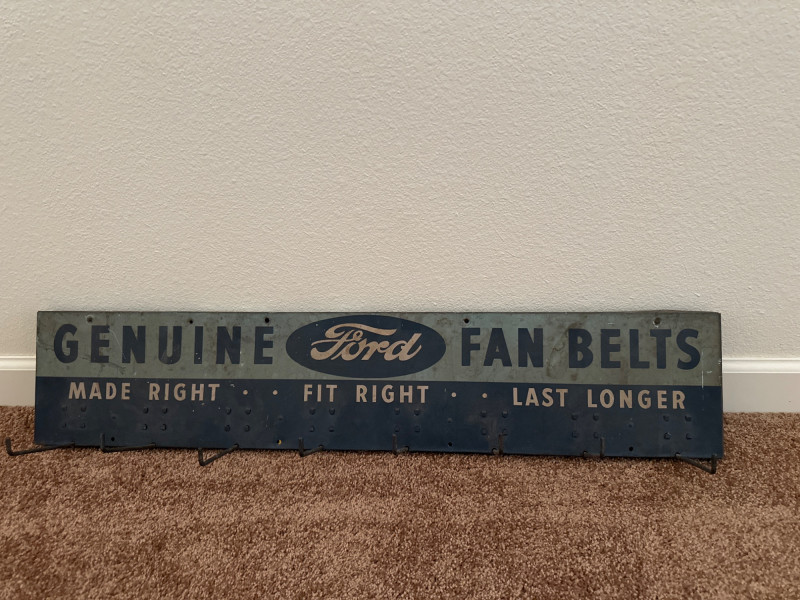 GENUINE Ford FAN BELTS
MADE RIGHT · · FIT RIGHT · · LAST LONGER